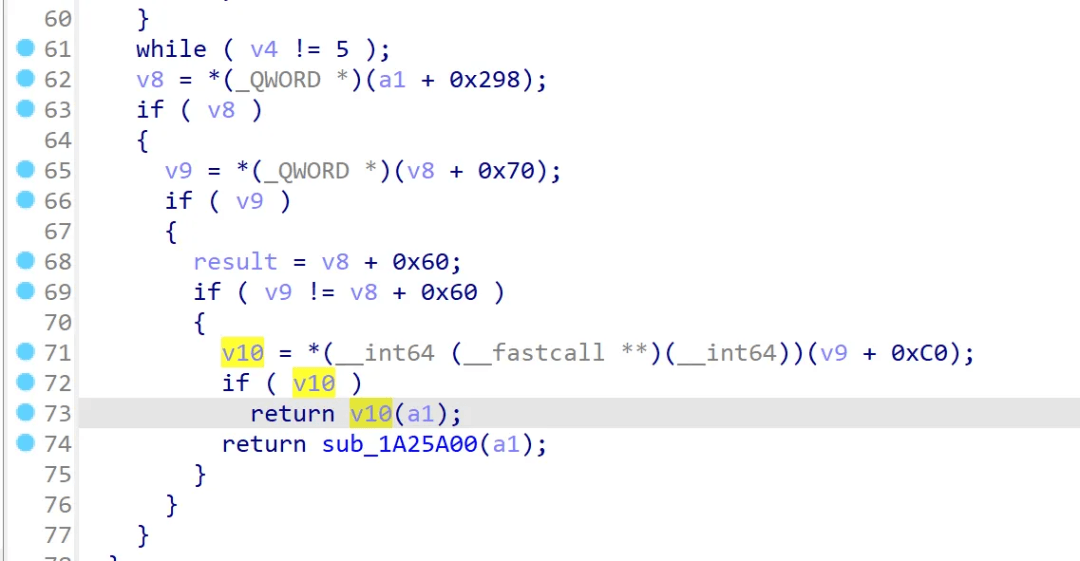 60 }
61 while ( v4 != 5 );
62 v8 = *(_QWORD *)(a1 + 0x298);
63 if ( v8 )
64 {
65 v9 = *(_QWORD *)(v8 + 0x70);
66 if ( v9 )
67 {
68 result = v8 + 0x60;
69 if ( v9 != v8 + 0x60 )
70 {
71 v10 = *(__int64 (__fastcall **)(__int64))(v9 + 0xC0);
72 if ( v10 )
73 return v10(a1);
74 return sub_1A25A00(a1);
75 }
76 }
77 }